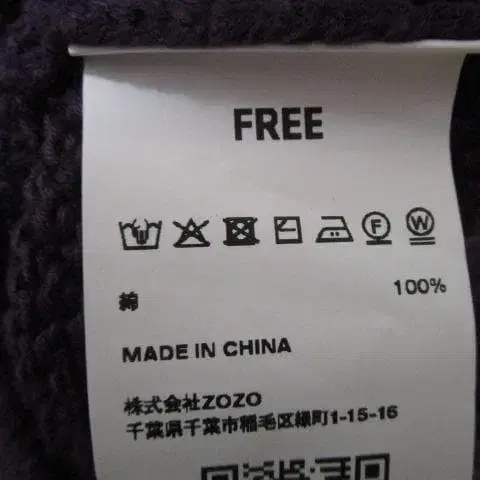 FREE
F W
綿 100%
MADE IN CHINA
株式会社ZOZO
千葉県千葉市稲毛区緑町1-15-16